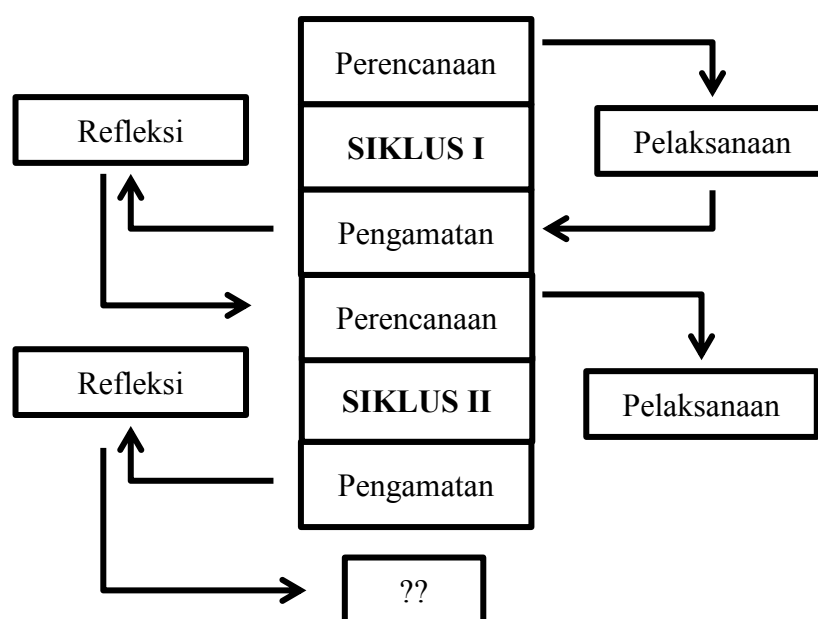 Perencanaan
Refleksi
SIKLUS I
Pelaksanaan
Pengamatan
Perencanaan
Refleksi
SIKLUS II
Pelaksanaan
Pengamatan
??